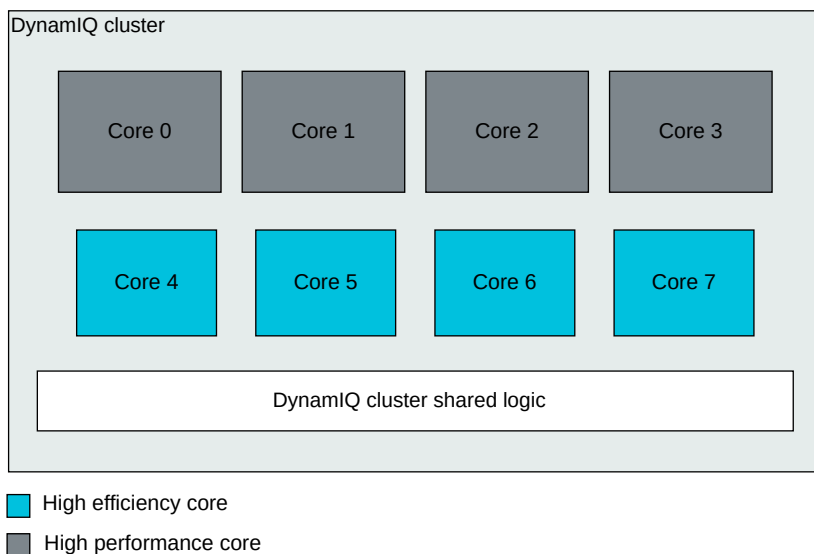 DynamIQ cluster
Core 0
Core 1
Core 2
Core 3
Core 4
Core 5
Core 6
Core 7
DynamIQ cluster shared logic
High efficiency core
High performance core